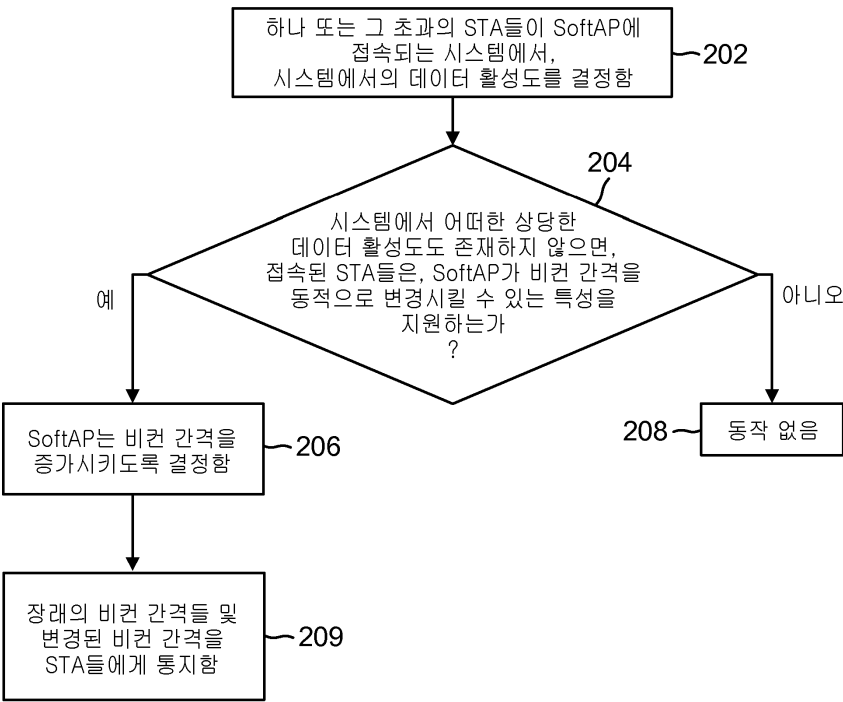 하나 또는 그 초과의 STA들이 SoftAP에
접속되는 시스템에서,
시스템에서의 데이터 활성도를 결정함
202
204
시스템에서 어떠한 상당한
데이터 활성도도 존재하지 않으면,
접속된 STA들은, SoftAP가 비컨 간격을
동적으로 변경시킬 수 있는 특성을
지원하는가
?
예
아니오
SoftAP는 비컨 간격을
증가시키도록 결정함
206
208
동작 없음
장래의 비컨 간격들 및
변경된 비컨 간격을
STA들에게 통지함
209